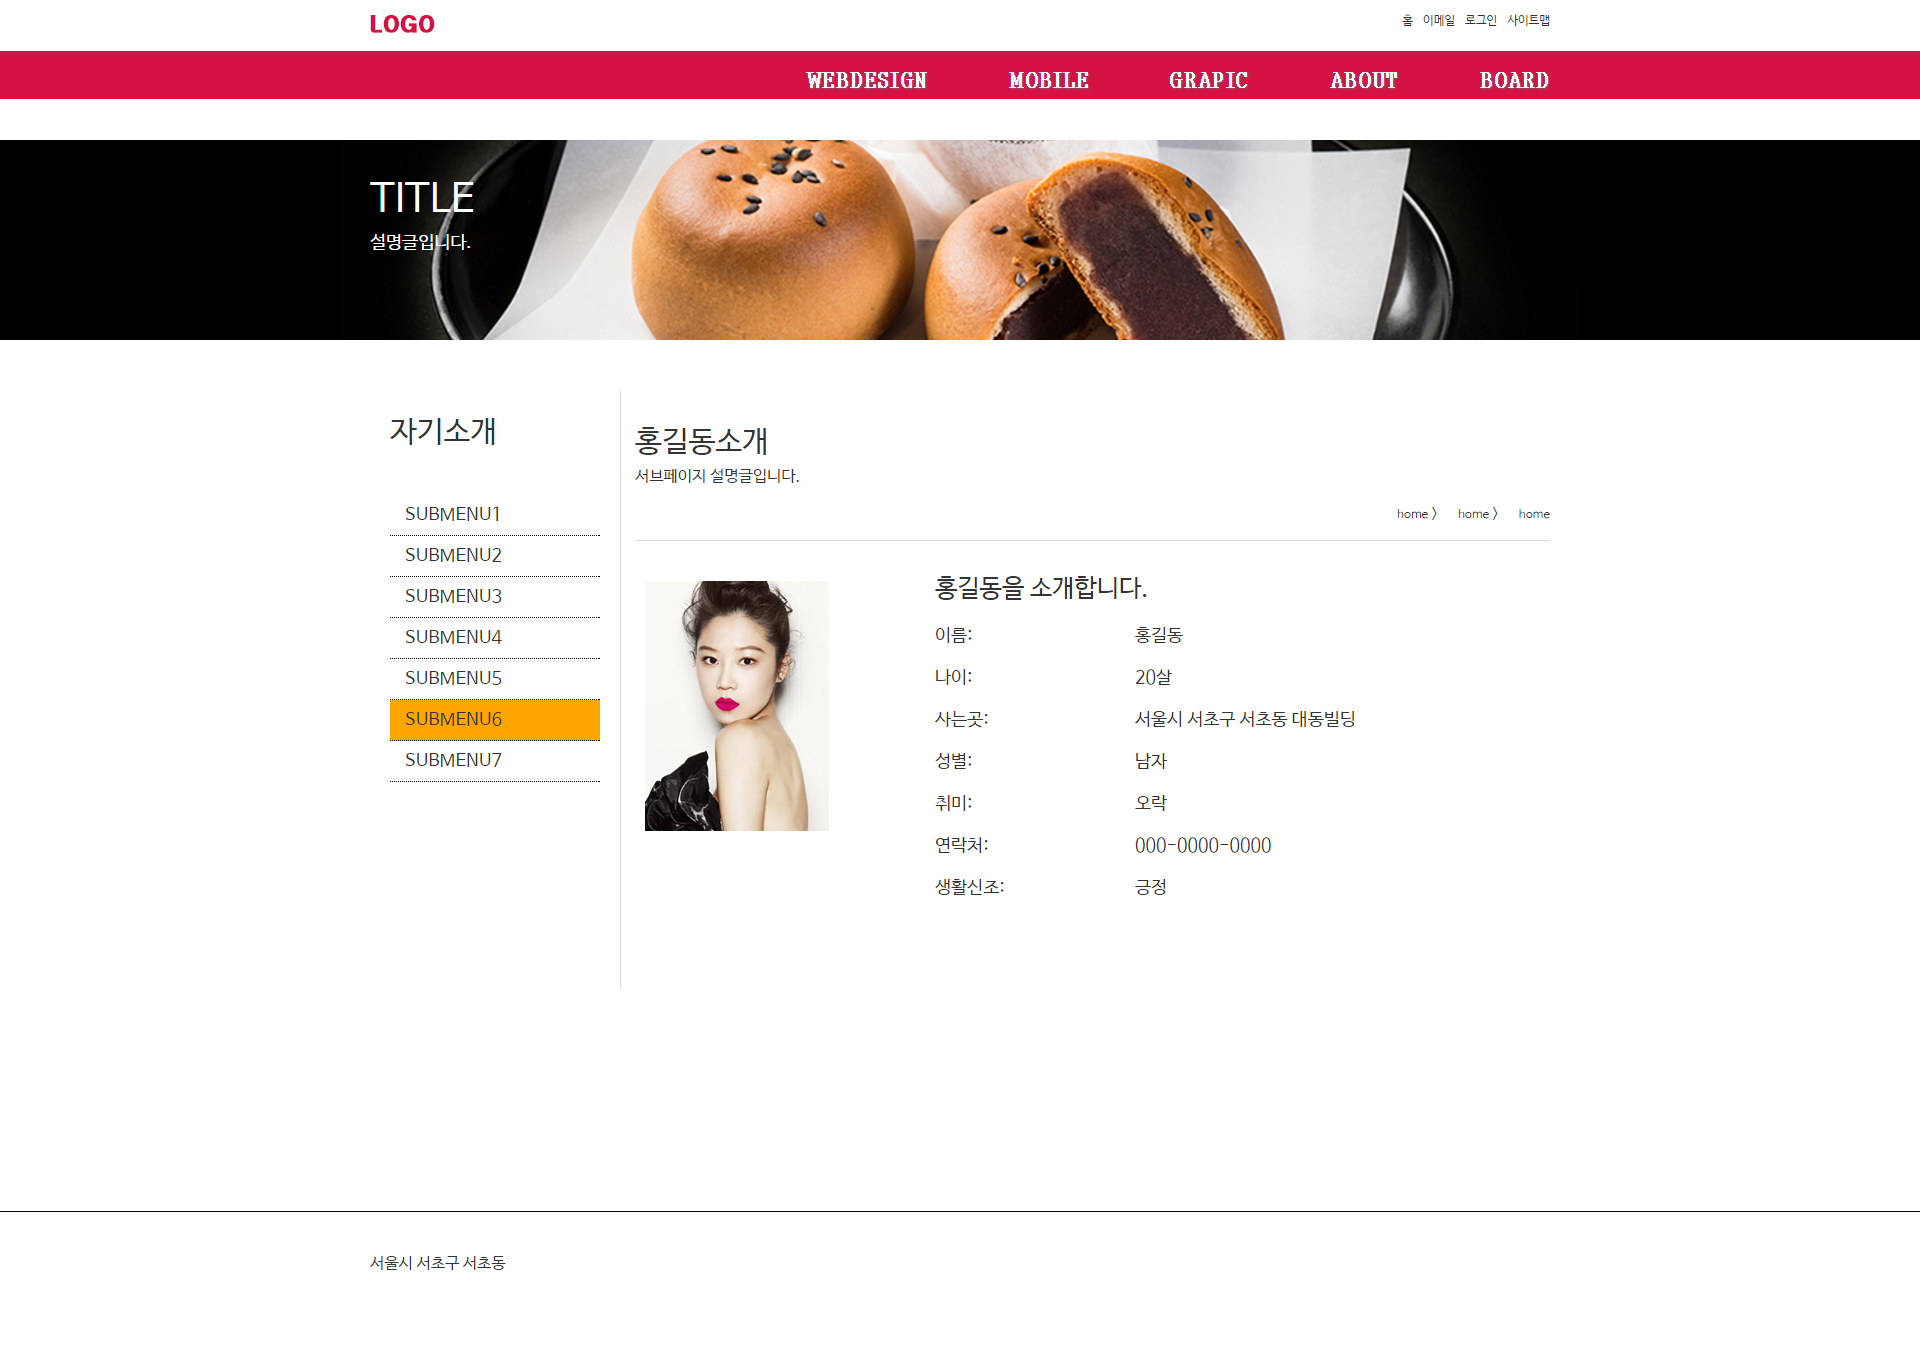 LOGO
홈 이메일 로그인 사이트맵
WEBDESIGN MOBILE GRAPIC ABOUT BOARD
TITLE
설명글입니다.
자기소개
SUBMENU1
SUBMENU2
SUBMENU3
SUBMENU4
SUBMENU5
SUBMENU6
SUBMENU7
홍길동소개
서브페이지 설명글입니다.
home 〉 home 〉 home
홍길동을 소개합니다.
이름: 홍길동
나이: 20살
사는곳: 서울시 서초구 서초동 대동빌딩
성별: 남자
취미: 오락
연락처: 000-0000-0000
생활신조: 긍정
서울시 서초구 서초동